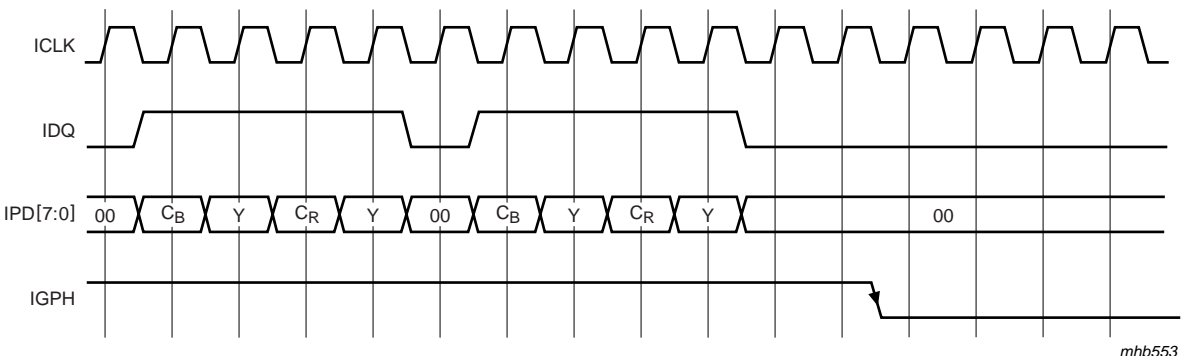 ICLK
IDQ
IPD[7:0] 00 CB Y CR Y 00 CB Y CR Y 00
IGPH
mhb553